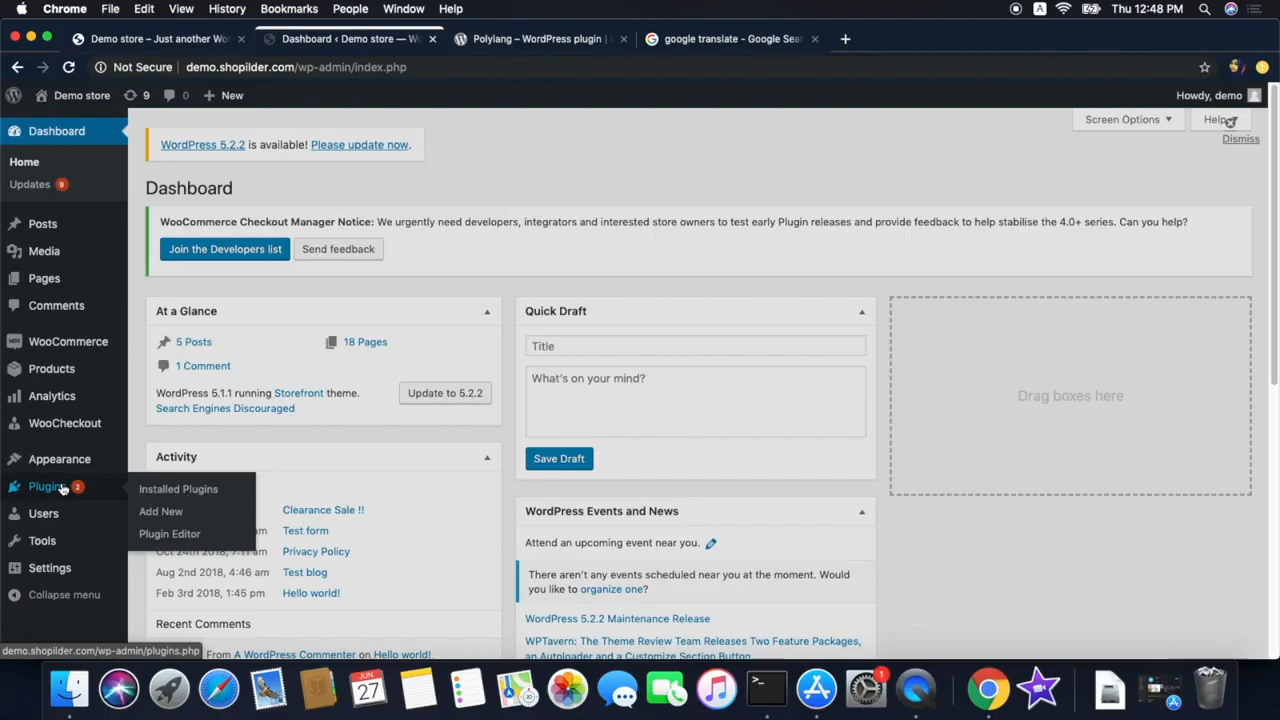 Chrome File Edit View History Bookmarks People Window Help A Thu 12:48 PM
Demo store – Just another Wo Dashboard ‹ Demo store — W Polylang – WordPress plugin | google translate - Google Sea
Not Secure demo.shopilder.com/wp-admin/index.php
Demo store 9 0 + New Howdy, demo
Dashboard
Home
Updates 9
Posts
Media
Pages
Comments
WooCommerce
Products
Analytics
WooCheckout
Appearance
Plugins 2
Users
Tools
Settings
Collapse menu
Installed Plugins
Add New
Plugin Editor
demo.shopilder.com/wp-admin/plugins.php
Screen Options Help
Dismiss
WordPress 5.2.2 is available! Please update now.
Dashboard
WooCommerce Checkout Manager Notice: We urgently need developers, integrators and interested store owners to test early Plugin releases and provide feedback to help stabilise the 4.0+ series. Can you help?
Join the Developers list Send feedback
At a Glance
5 Posts 18 Pages
1 Comment
WordPress 5.1.1 running Storefront theme. Update to 5.2.2
Search Engines Discouraged
Activity
Clearance Sale !!
am Test form
Oct 24th 2018, 7:11 am Privacy Policy
Aug 2nd 2018, 4:46 am Test blog
Feb 3rd 2018, 1:45 pm Hello world!
Recent Comments
From A WordPress Commenter on Hello world!
Quick Draft
Title
What's on your mind?
Save Draft
WordPress Events and News
Attend an upcoming event near you.
There aren't any events scheduled near you at the moment. Would
you like to organize one?
WordPress 5.2.2 Maintenance Release
WPTavern: The Theme Review Team Releases Two Feature Packages,
an Autoloader and a Customize Section Button
Drag boxes here
JUN
27
1